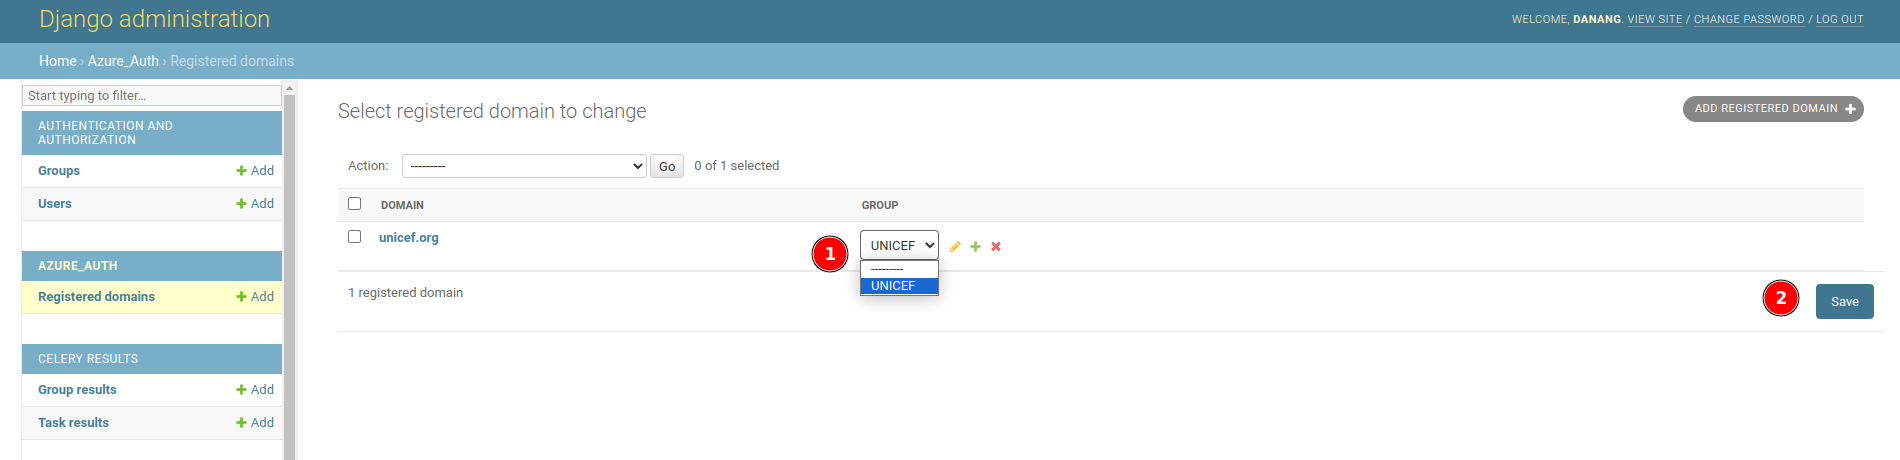 Django administration
WELCOME, DANANG. VIEW SITE / CHANGE PASSWORD / LOG OUT
Home › Azure_Auth › Registered domains
Start typing to filter...
AUTHENTICATION AND
AUTHORIZATION
Groups
Add
Users
Add
AZURE_AUTH
Registered domains
Add
CELERY RESULTS
Group results
Add
Task results
Add
Select registered domain to change
ADD REGISTERED DOMAIN
Action:
---------
Go
0 of 1 selected
DOMAIN
GROUP
unicef.org
1
UNICEF
---------
UNICEF
1 registered domain
2
Save